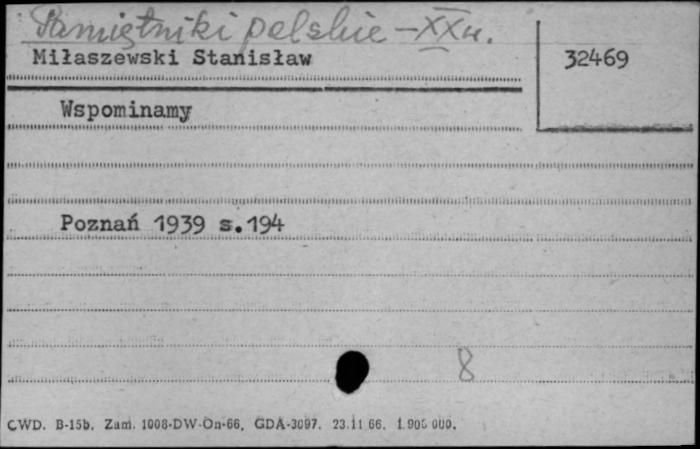 Pamiętniki polskie - XX w.
Miłaszewski Stanisław
32469
Wspominamy
Poznań 1939 s.194
8
CWD. B-15b. Zam. 1008-DW-On-66. GDA-3097. 23.11 66. 1.900 000.